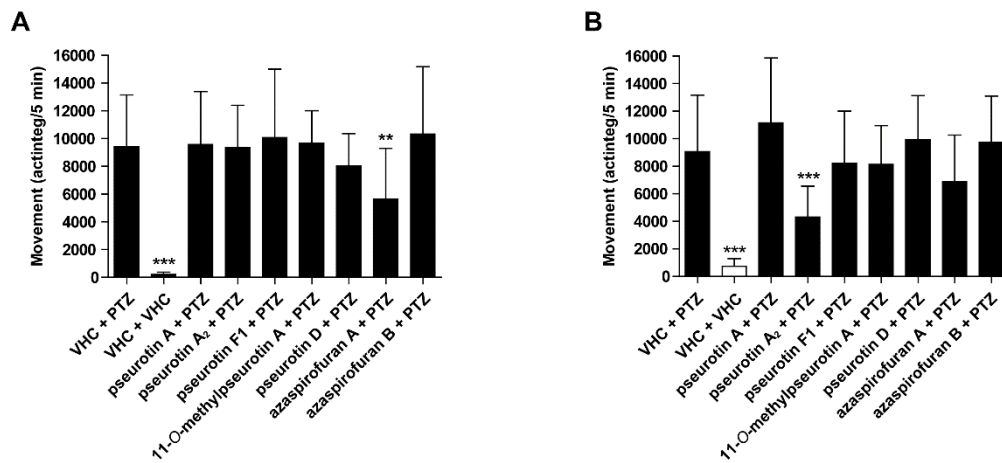 A
Movement (actinteg/5 min)
16000
14000
12000
10000
8000
6000
4000
2000
0
***
**
VHC + PTZ
VHC + VHC
pseurotin A + PTZ
pseurotin A₂ + PTZ
pseurotin F1 + PTZ
11-O-methylpseurotin A + PTZ
pseurotin D + PTZ
azaspirofuran A + PTZ
azaspirofuran B + PTZ
B
Movement (actinteg/5 min)
16000
14000
12000
10000
8000
6000
4000
2000
0
***
***
VHC + PTZ
VHC + VHC
pseurotin A + PTZ
pseurotin A₂ + PTZ
pseurotin F1 + PTZ
11-O-methylpseurotin A + PTZ
pseurotin D + PTZ
azaspirofuran A + PTZ
azaspirofuran B + PTZ